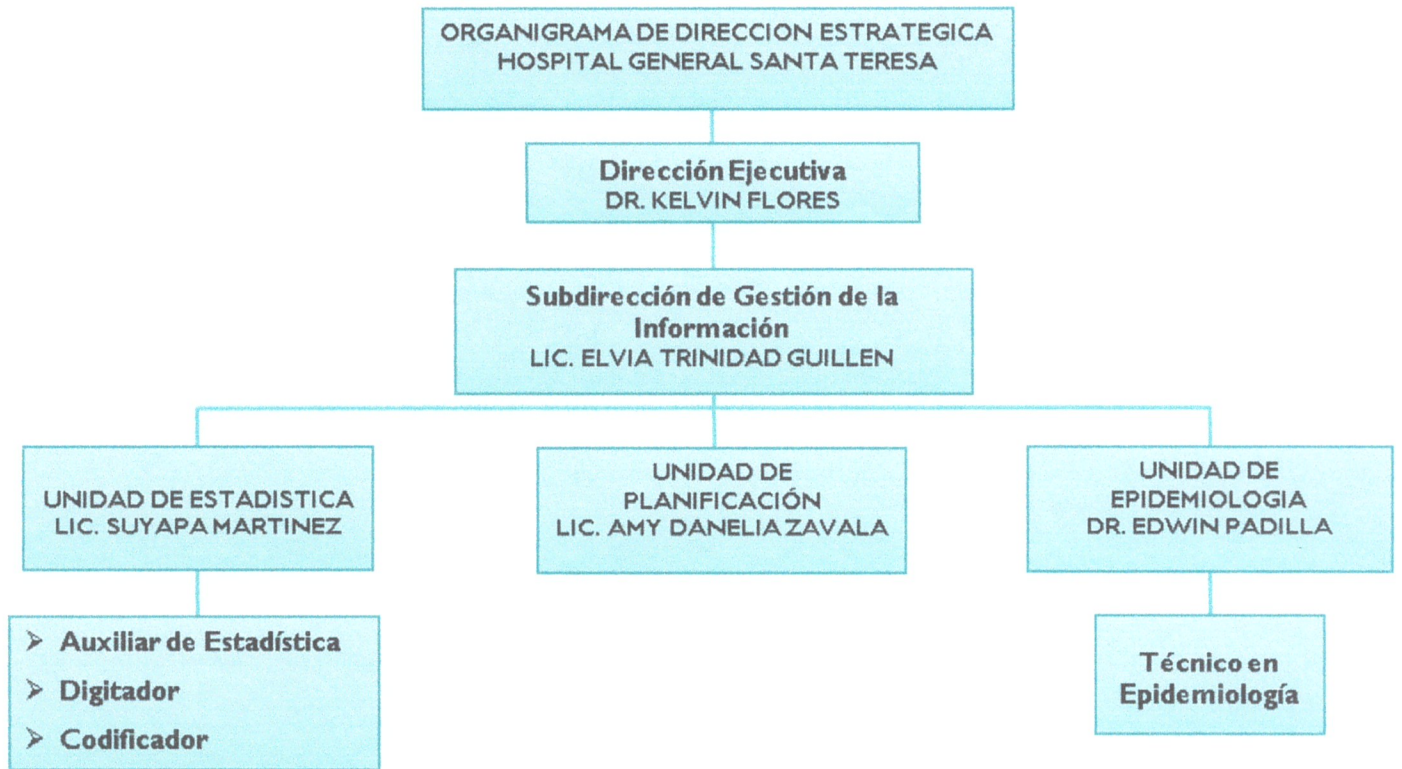 ORGANIGRAMA DE DIRECCION ESTRATEGICA
HOSPITAL GENERAL SANTA TERESA
Dirección Ejecutiva
DR. KELVIN FLORES
Subdirección de Gestión de la
Información
LIC. ELVIA TRINIDAD GUILLEN
UNIDAD DE ESTADISTICA
LIC. SUYAPA MARTINEZ
UNIDAD DE
PLANIFICACIÓN
LIC. AMY DANELIA ZAVALA
UNIDAD DE
EPIDEMIOLOGIA
DR. EDWIN PADILLA
➢ Auxiliar de Estadística
➢ Digitador
➢ Codificador
Técnico en
Epidemiología